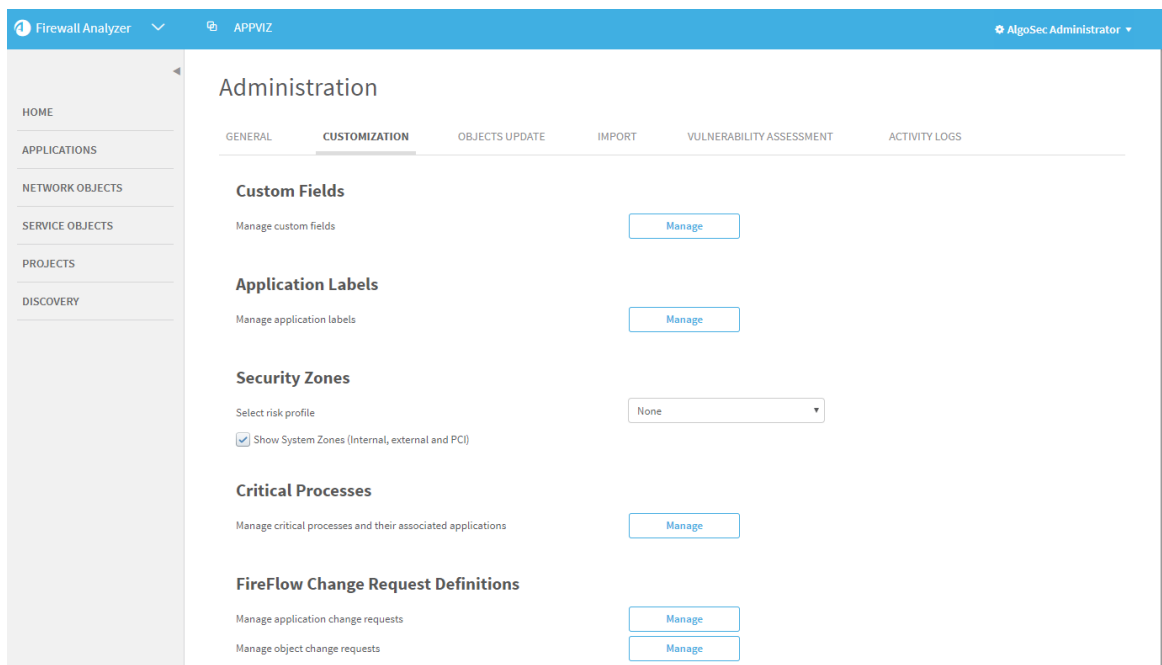 Firewall Analyzer
APPVIZ
AlgoSec Administrator
HOME
APPLICATIONS
NETWORK OBJECTS
SERVICE OBJECTS
PROJECTS
DISCOVERY
Administration
GENERAL CUSTOMIZATION OBJECTS UPDATE IMPORT VULNERABILITY ASSESSMENT ACTIVITY LOGS
Custom Fields
Manage custom fields Manage
Application Labels
Manage application labels Manage
Security Zones
Select risk profile None
Show System Zones (Internal, external and PCI)
Critical Processes
Manage critical processes and their associated applications Manage
FireFlow Change Request Definitions
Manage application change requests Manage
Manage object change requests Manage